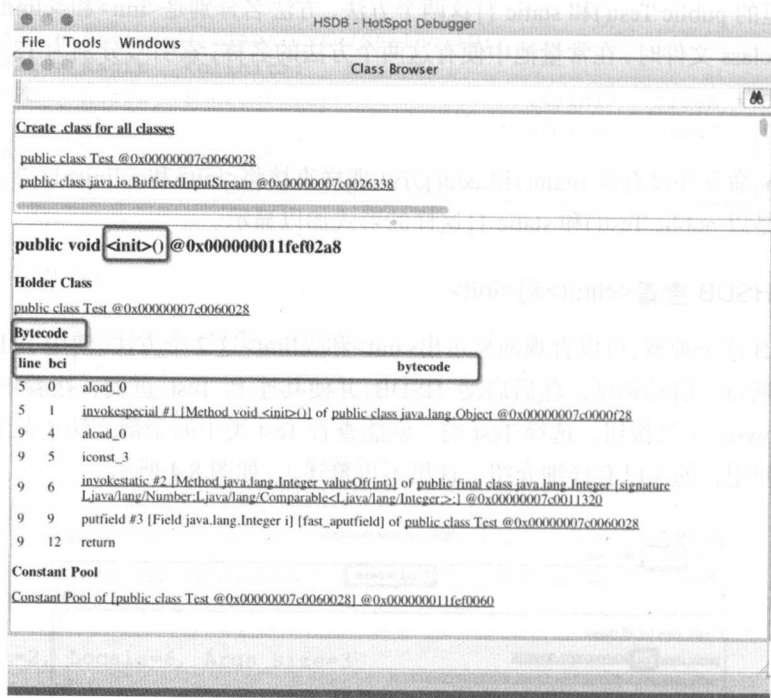 HSDB - HotSpot Debugger
File Tools Windows
Class Browser
Create .class for all classes
public class Test @0x00000007c0060028
public class java.io.BufferedInputStream @0x00000007c0026338
public void <init>() @0x000000011fef02a8
Holder Class
public class Test @0x00000007c0060028
Bytecode
line bci bytecode
5 0 aload_0
5 1 invokespecial #1 [Method void <init>()] of public class java.lang.Object @0x00000007c0000f28
9 4 aload_0
9 5 iconst_3
9 6 invokestatic #2 [Method java.lang.Integer valueOf(int)] of public final class java.lang.Integer [signature
Ljava/lang/Number;Ljava/lang/Comparable<Ljava/lang/Integer;>;] @0x00000007c0011320
9 9 putfield #3 [Field java.lang.Integer i] [fast_aputfield] of public class Test @0x00000007c0060028
9 12 return
Constant Pool
Constant Pool of [public class Test @0x00000007c0060028] @0x000000011fef0060